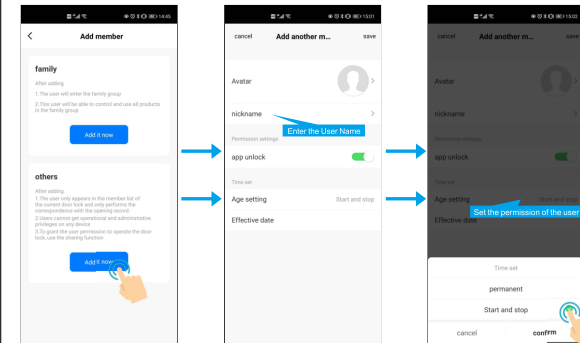 14:45
Add member
family
After adding
1.The user will enter the family group
2.This user will be able to control and use all products
in the family group
Add it now
others
After adding
1.The user only appears in the member list of
the current door lock and only performs the
correspondence with the opening record
2.Users cannot get operational and administrative
privileges on any device
3.To grant the user permission to operate the door
lock, use the sharing function
Add it now
15:01
cancel
Add another m...
save
Avatar
nickname
Enter the User Name
Permission settings
app unlock
Time set
Age setting
Start and stop
Effective date
15:02
cancel
Add another m...
save
Avatar
nickname
Permission settings
app unlock
Time set
Age setting
Start and stop
Set the permission of the user
Effective date
Time set
permanent
Start and stop
cancel
confirm